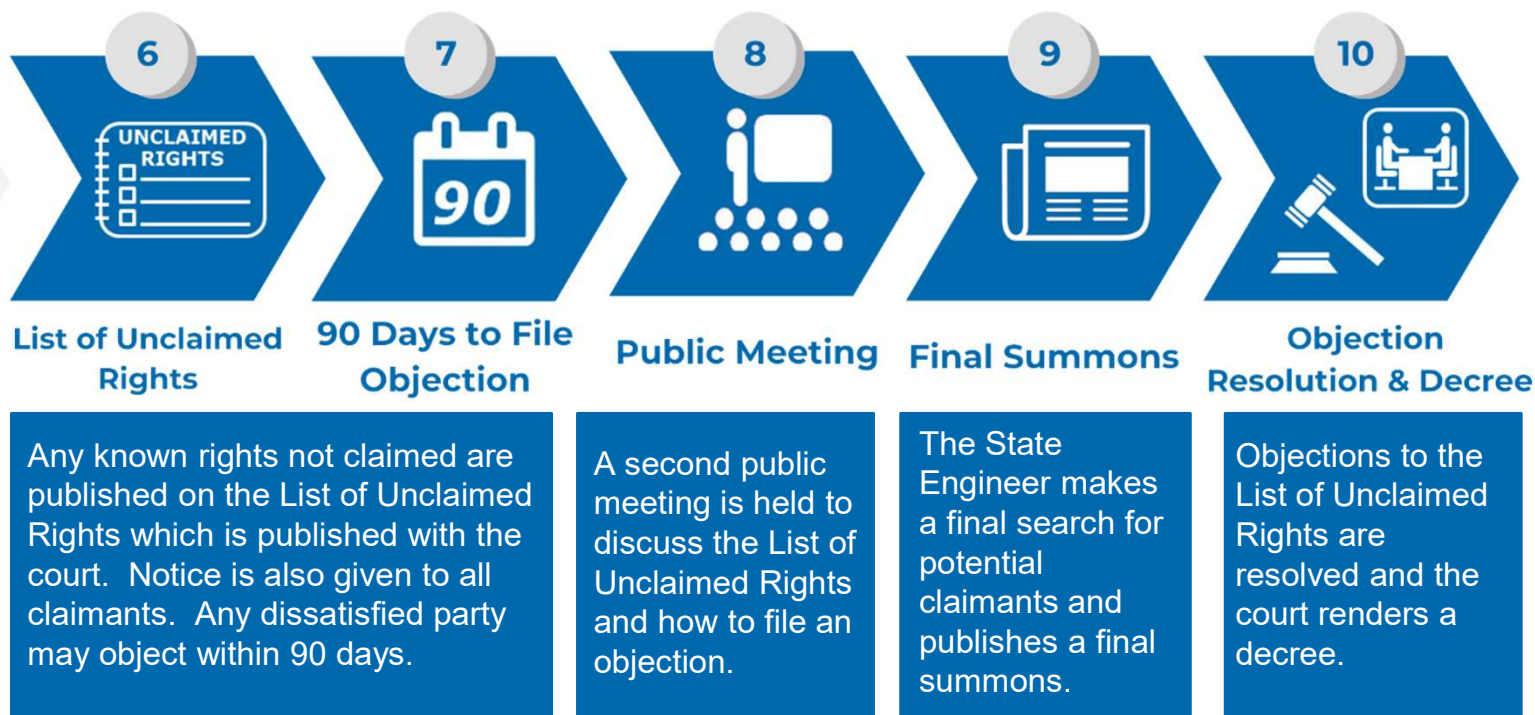 6
7
8
9
10
UNCLAIMED
RIGHTS
90
List of Unclaimed
Rights
90 Days to File
Objection
Public Meeting
Final Summons
Objection
Resolution & Decree
Any known rights not claimed are
published on the List of Unclaimed
Rights which is published with the
court.  Notice is also given to all
claimants.  Any dissatisfied party
may object within 90 days.
A second public
meeting is held to
discuss the List of
Unclaimed Rights
and how to file an
objection.
The State
Engineer makes
a final search for
potential
claimants and
publishes a final
summons.
Objections to the
List of Unclaimed
Rights are
resolved and the
court renders a
decree.